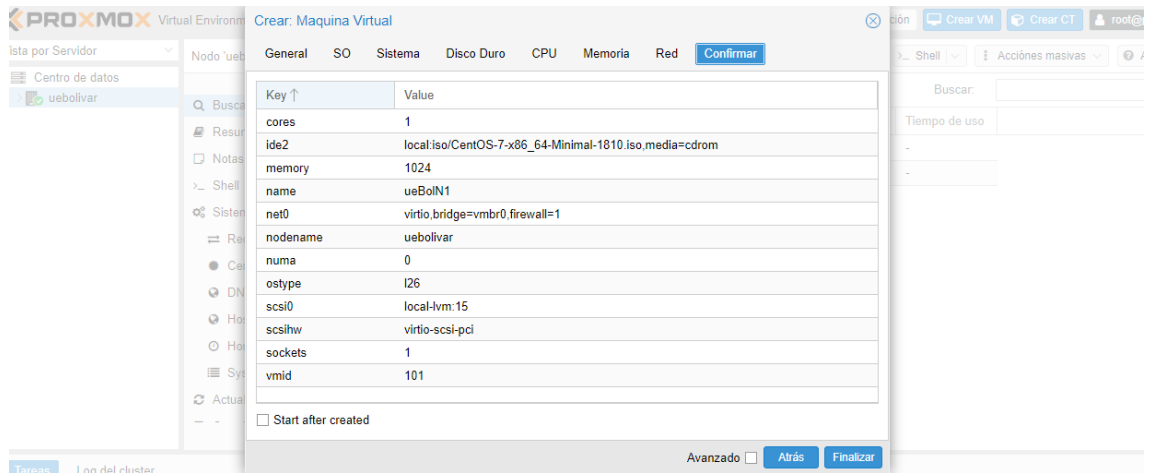 PROXMOX Virtual Environm
Crear: Maquina Virtual
ción Crear VM Crear CT root@
ista por Servidor
Centro de datos
uebolivar
Nodo 'ueb
>_ Shell Acciónes masivas
Buscar:
Tiempo de uso
-
-
Busca
Resur
Notas
>_ Shell
Sister
Re
Ce
DN
Ho
Ho
Sys
Actual
General SO Sistema Disco Duro CPU Memoria Red Confirmar
Key ↑ Value
cores 1
ide2 local:iso/CentOS-7-x86_64-Minimal-1810.iso,media=cdrom
memory 1024
name ueBolN1
net0 virtio,bridge=vmbr0,firewall=1
nodename uebolivar
numa 0
ostype l26
scsi0 local-lvm:15
scsihw virtio-scsi-pci
sockets 1
vmid 101
Start after created
Avanzado Atrás Finalizar
Tareas Log del cluster